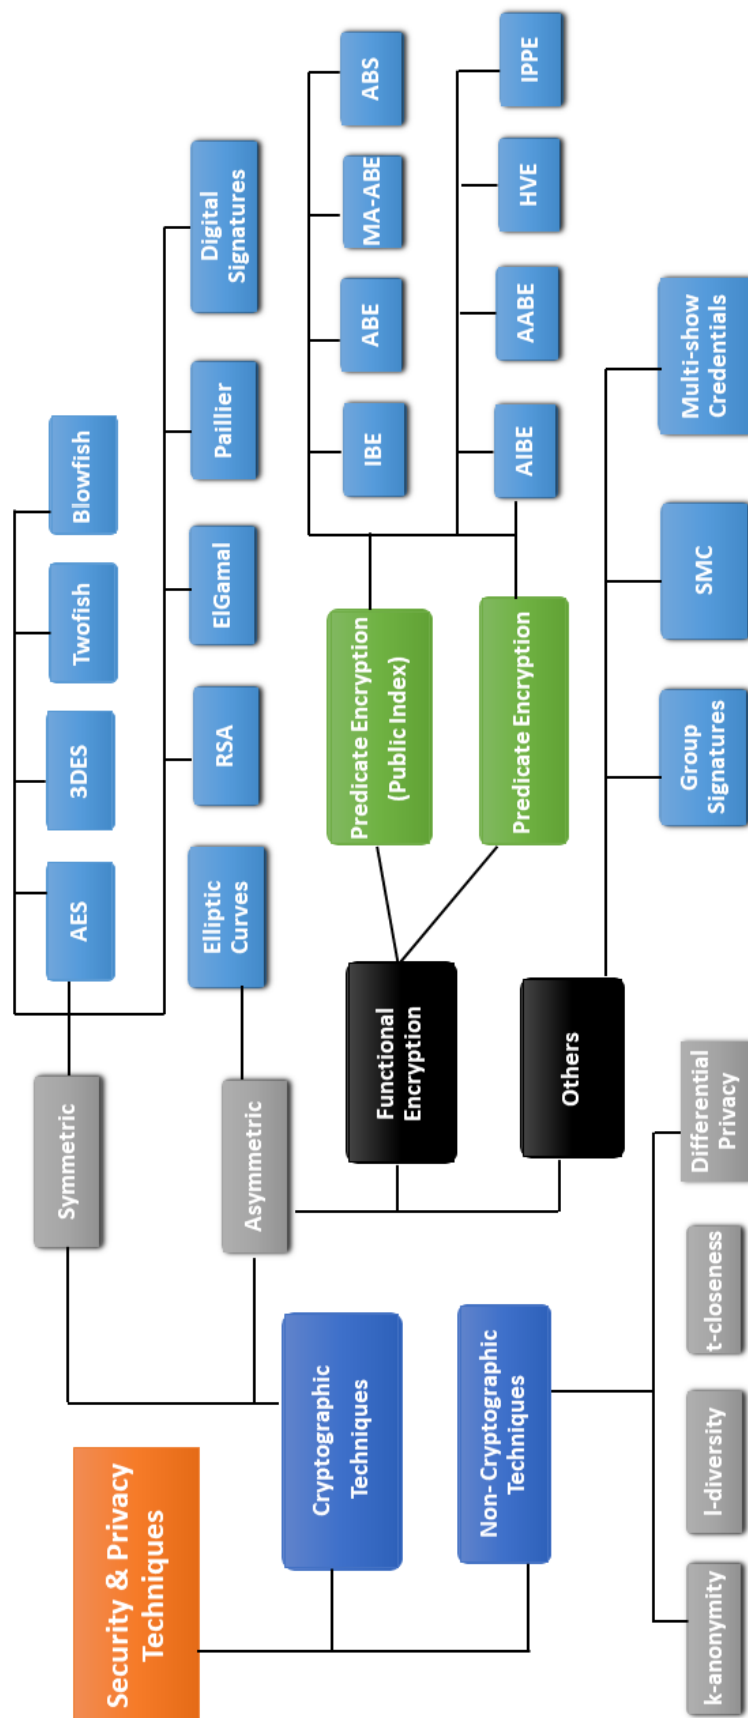 Security & Privacy
Techniques
Cryptographic
Techniques
Non- Cryptographic
Techniques
Symmetric
AES
3DES
Twofish
Blowfish
Asymmetric
Elliptic
Curves
RSA
ElGamal
Paillier
Digital
Signatures
Functional
Encryption
Predicate Encryption
(Public Index)
IBE
ABE
MA-ABE
ABS
Predicate Encryption
AIBE
AABE
HVE
IPPE
Others
Group
Signatures
SMC
Multi-show
Credentials
k-anonymity
l-diversity
t-closeness
Differential
Privacy